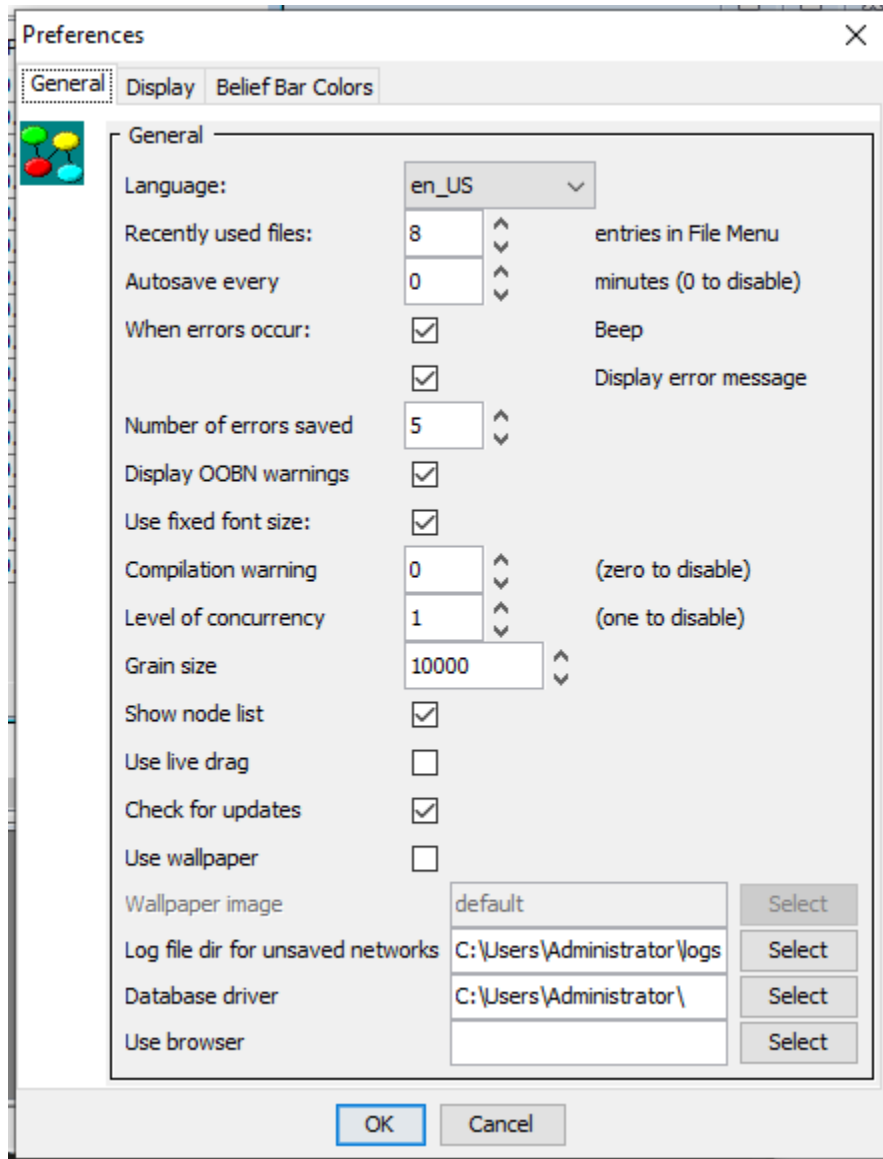 Preferences
General Display Belief Bar Colors
General
Language: en_US
Recently used files: 8 entries in File Menu
Autosave every 0 minutes (0 to disable)
When errors occur: Beep
Display error message
Number of errors saved 5
Display OOBN warnings
Use fixed font size:
Compilation warning 0 (zero to disable)
Level of concurrency 1 (one to disable)
Grain size 10000
Show node list
Use live drag
Check for updates
Use wallpaper
Wallpaper image default Select
Log file dir for unsaved networks C:\Users\Administrator\logs Select
Database driver C:\Users\Administrator\ Select
Use browser Select
OK Cancel